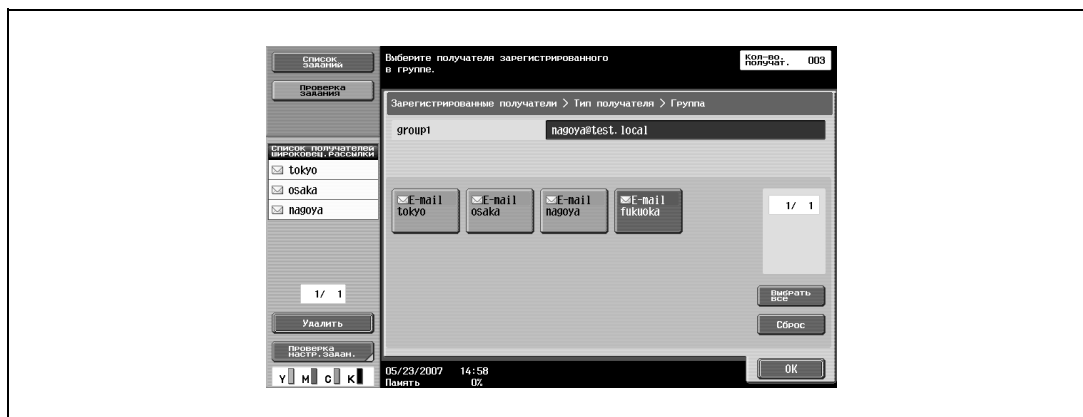 Список
заданий
Проверка
задания
Список получателей
широковец.рассылки
tokyo
osaka
nagoya
1/ 1
Удалить
Проверка
настр.задан.
Y M C K
Выберите получателя зарегистрированного
в группе.
Кол-во.
получат. 003
Зарегистрированные получатели > Тип получателя > Группа
group1 nagoya@test.local
E-mail
tokyo
E-mail
osaka
E-mail
nagoya
E-mail
fukuoka
1/ 1
Выбрать
все
Сброс
05/23/2007 14:58
Память 0%
OK